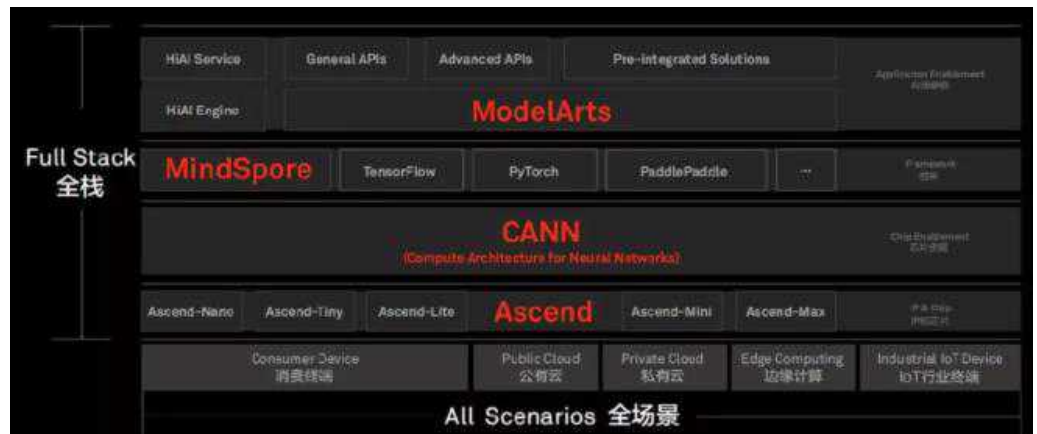 HiAI Service
General APIs
Advanced APIs
Pre-integrated Solutions
Application Enablement
HiAI Engine
ModelArts
Full Stack
全栈
MindSpore
TensorFlow
PyTorch
PaddlePaddle
...
Framework
CANN
(Compute Architecture for Neural Networks)
Chip Enablement
Ascend-Nano
Ascend-Tiny
Ascend-Lite
Ascend
Ascend-Mini
Ascend-Max
Consumer Device
消费终端
Public Cloud
公有云
Private Cloud
私有云
Edge Computing
边缘计算
Industrial IoT Device
IoT行业终端
All Scenarios 全场景